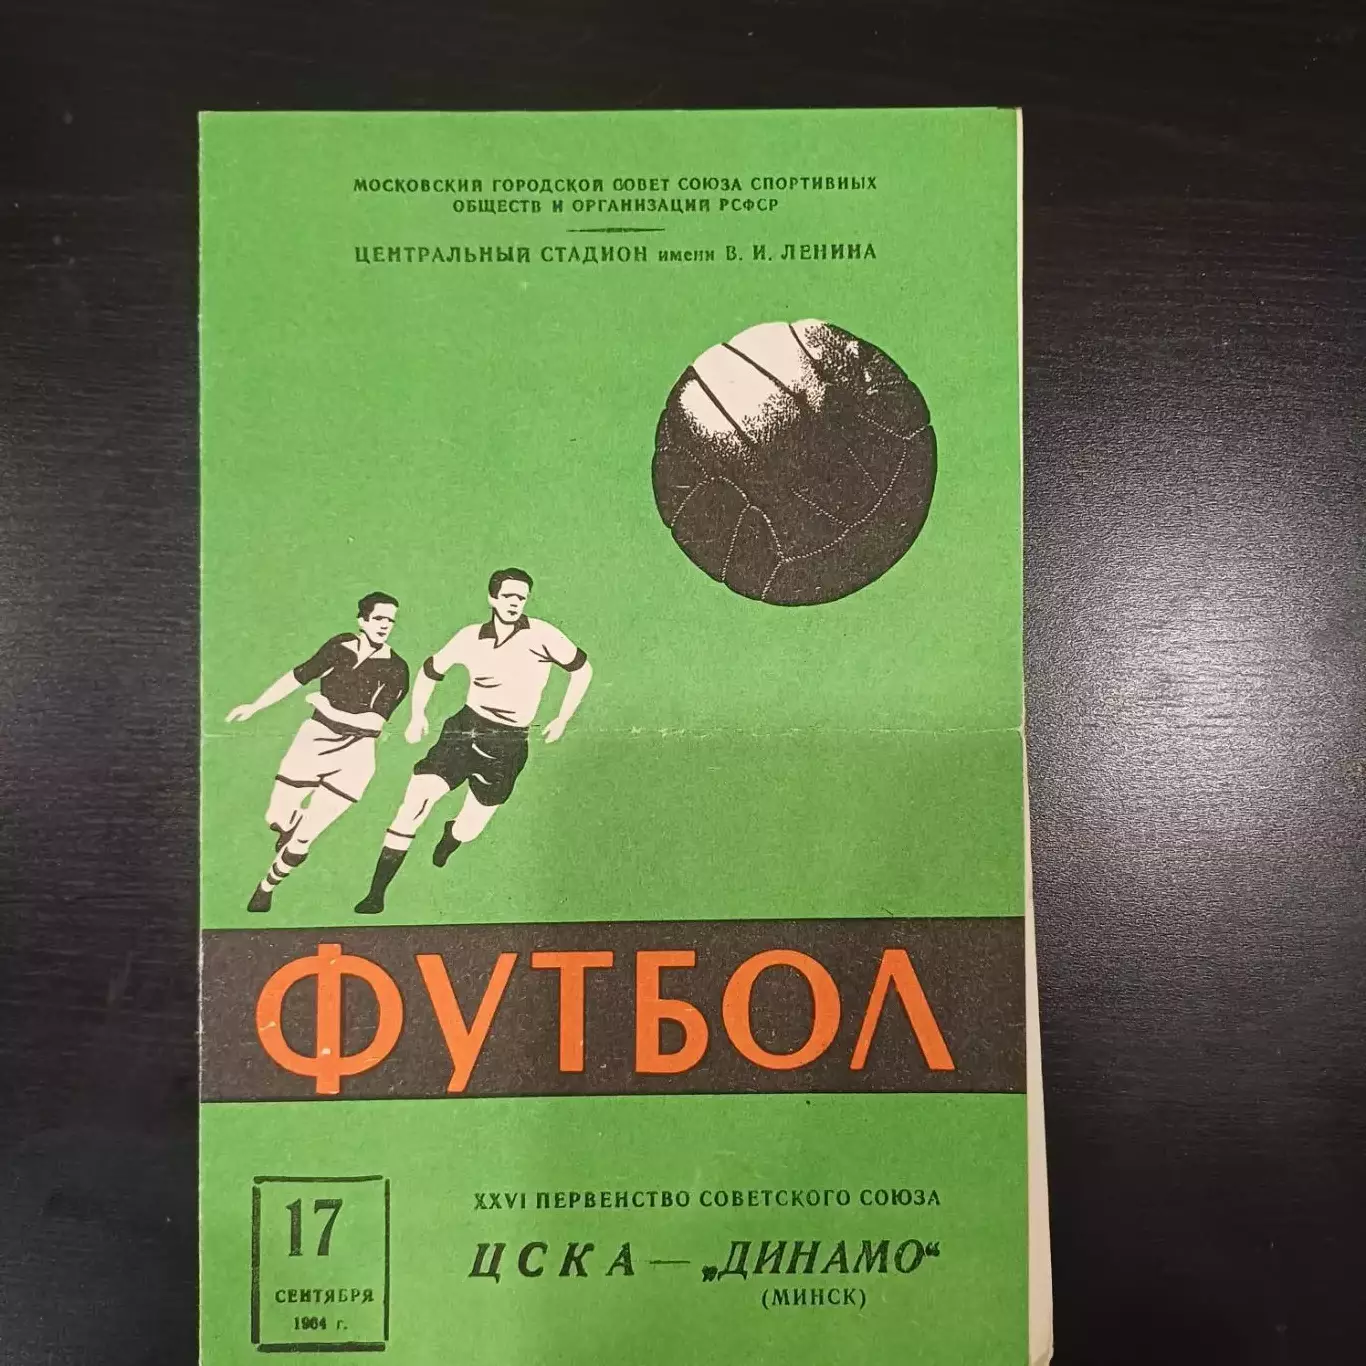 МОСКОВСКИЙ ГОРОДСКОЙ СОВЕТ СОЮЗА СПОРТИВНЫХ
ОБЩЕСТВ И ОРГАНИЗАЦИЙ РСФСР
ЦЕНТРАЛЬНЫЙ СТАДИОН имени В. И. ЛЕНИНА
ФУТБОЛ
17
СЕНТЯБРЯ
1964 г.
XXVI ПЕРВЕНСТВО СОВЕТСКОГО СОЮЗА
ЦСКА — „ДИНАМО“
(МИНСК)